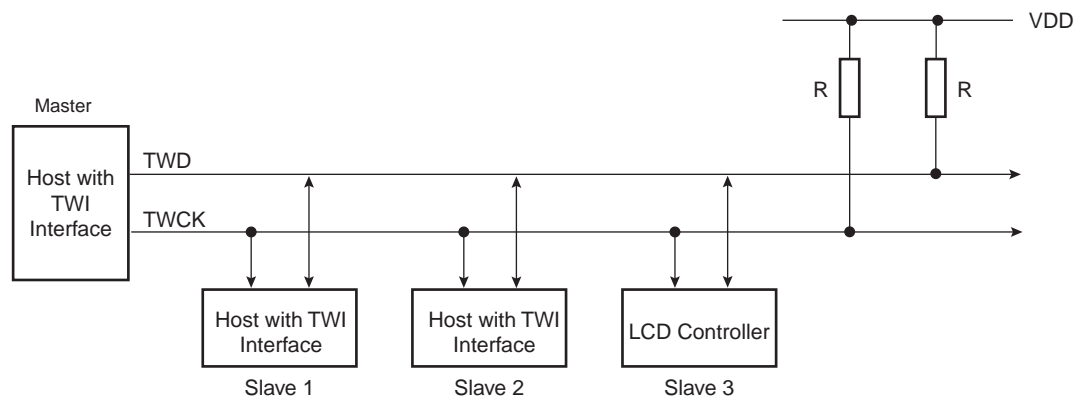 VDD
R
R
Master
Host with
TWI
Interface
TWD
TWCK
Host with TWI
Interface
Slave 1
Host with TWI
Interface
Slave 2
LCD Controller
Slave 3